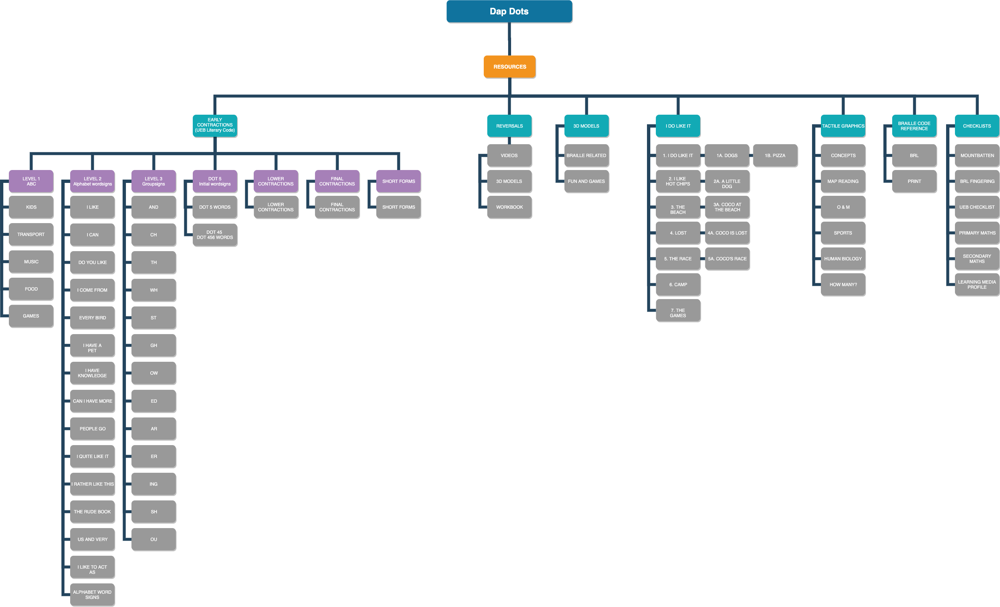 Dap Dots
RESOURCES
EARLY
CONTRACTIONS
(UEB Literary Code)
LEVEL 1
ABC
KIDS
TRANSPORT
MUSIC
FOOD
GAMES
LEVEL 2
Alphabet wordsigns
I LIKE
I CAN
DO YOU LIKE
I COME FROM
EVERY BIRD
I HAVE A
PET
I HAVE
KNOWLEDGE
CAN I HAVE MORE
PEOPLE GO
I QUITE LIKE IT
I RATHER LIKE THIS
THE RUDE BOOK
US AND VERY
I LIKE TO ACT
AS
ALPHABET WORD
SIGNS
LEVEL 3
Groupsigns
AND
CH
TH
WH
ST
GH
OW
ED
AR
ER
ING
SH
OU
DOT 5
Initial wordsigns
DOT 5 WORDS
DOT 45
DOT 456 WORDS
LOWER
CONTRACTIONS
LOWER
CONTRACTIONS
FINAL
CONTRACTIONS
FINAL
CONTRACTIONS
SHORT FORMS
SHORT FORMS
REVERSALS
VIDEOS
3D MODELS
WORKBOOK
3D MODELS
BRAILLE RELATED
FUN AND GAMES
I DO LIKE IT
1. I DO LIKE IT
1A. DOGS
1B. PIZZA
2. I LIKE
HOT CHIPS
2A. A LITTLE
DOG
3. THE
BEACH
3A. COCO AT
THE BEACH
4. LOST
4A. COCO IS LOST
5. THE RACE
5A. COCO'S RACE
6. CAMP
7. THE
GAMES
TACTILE GRAPHICS
CONCEPTS
MAP READING
O & M
SPORTS
HUMAN BIOLOGY
HOW MANY?
BRAILLE CODE
REFERENCE
BRL
PRINT
CHECKLISTS
MOUNTBATTEN
BRL FINGERING
UEB CHECKLIST
PRIMARY MATHS
SECONDARY
MATHS
LEARNING MEDIA
PROFILE